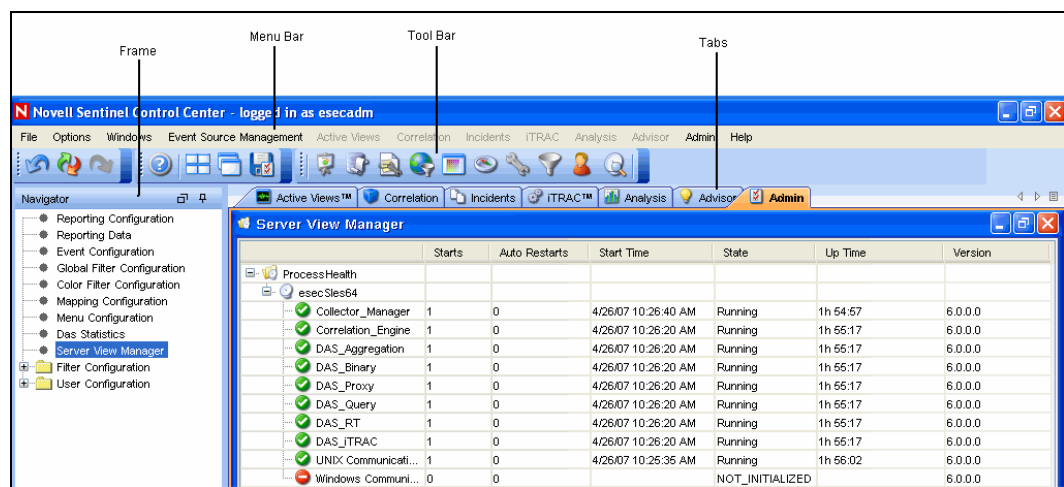 Frame
Menu Bar
Tool Bar
Tabs
Novell Sentinel Control Center - logged in as esecadm
File Options Windows Event Source Management Active Views Correlation Incidents iTRAC Analysis Advisor Admin Help
Navigator
Active Views™ Correlation Incidents iTRAC™ Analysis Advisor Admin
Reporting Configuration
Reporting Data
Event Configuration
Global Filter Configuration
Color Filter Configuration
Mapping Configuration
Menu Configuration
Das Statistics
Server View Manager
Filter Configuration
User Configuration
Server View Manager
Starts Auto Restarts Start Time State Up Time Version
ProcessHealth
esecSles64
Collector_Manager 1 0 4/26/07 10:26:40 AM Running 1h 54:57 6.0.0.0
Correlation_Engine 1 0 4/26/07 10:26:20 AM Running 1h 55:17 6.0.0.0
DAS_Aggregation 1 0 4/26/07 10:26:20 AM Running 1h 55:17 6.0.0.0
DAS_Binary 1 0 4/26/07 10:26:20 AM Running 1h 55:17 6.0.0.0
DAS_Proxy 1 0 4/26/07 10:26:20 AM Running 1h 55:17 6.0.0.0
DAS_Query 1 0 4/26/07 10:26:20 AM Running 1h 55:17 6.0.0.0
DAS_RT 1 0 4/26/07 10:26:20 AM Running 1h 55:17 6.0.0.0
DAS_iTRAC 1 0 4/26/07 10:26:20 AM Running 1h 55:17 6.0.0.0
UNIX Communicati... 1 0 4/26/07 10:25:35 AM Running 1h 56:02 6.0.0.0
Windows Communi... 0 0 NOT_INITIALIZED 6.0.0.0